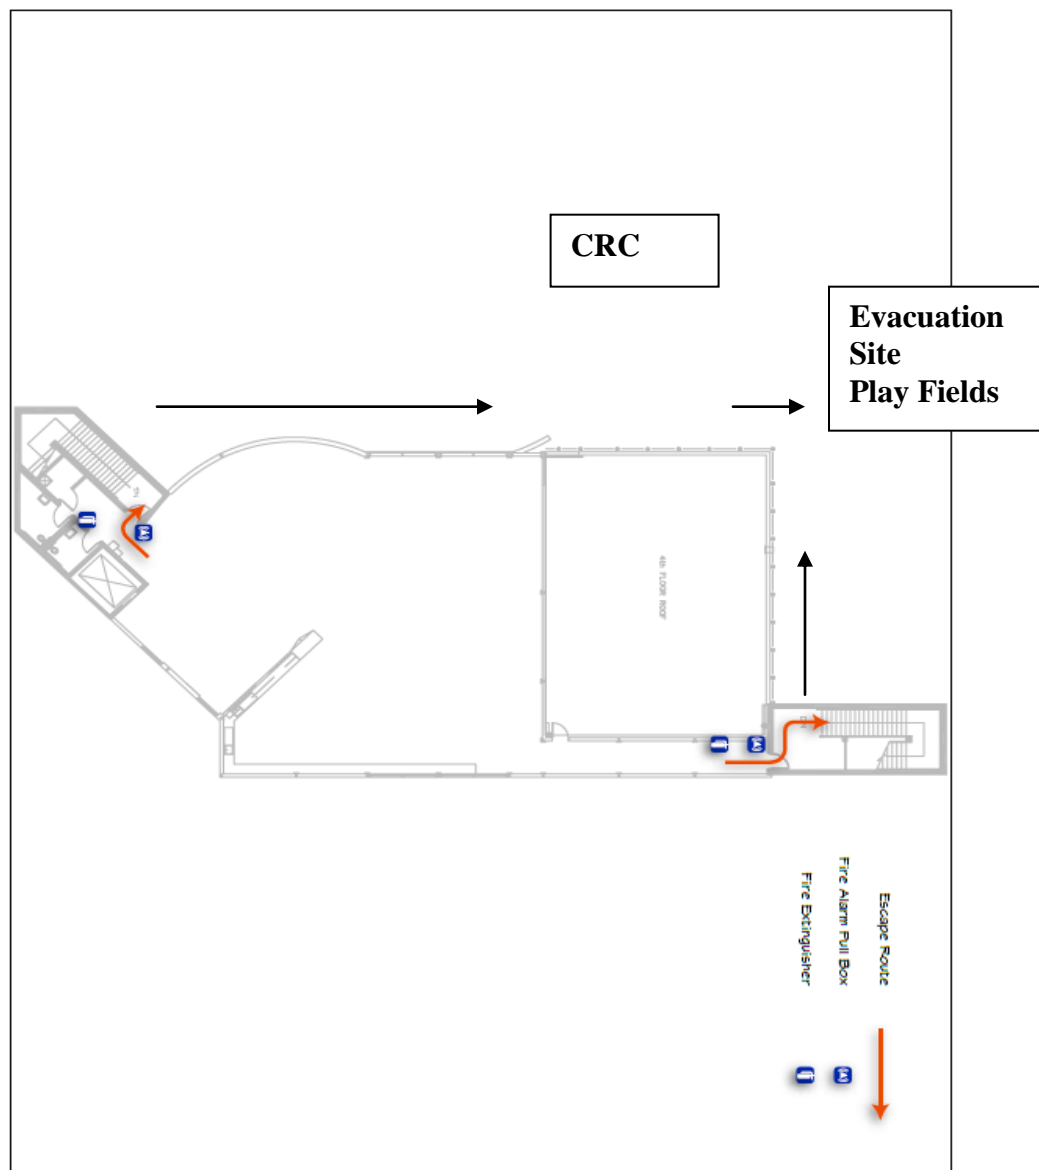 CRC
Evacuation
Site
Play Fields
4th FLOOR ROOF
Escape Route
Fire Alarm Pull Box
Fire Extinguisher